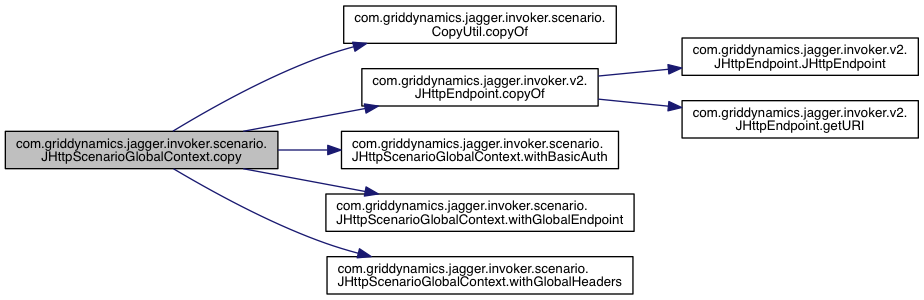 com.griddynamics.jagger.invoker.scenario.
CopyUtil.copyOf
com.griddynamics.jagger.invoker.v2.
JHttpEndpoint.JHttpEndpoint
com.griddynamics.jagger.invoker.v2.
JHttpEndpoint.copyOf
com.griddynamics.jagger.invoker.v2.
JHttpEndpoint.getURI
com.griddynamics.jagger.invoker.scenario.
JHttpScenarioGlobalContext.copy
com.griddynamics.jagger.invoker.scenario.
JHttpScenarioGlobalContext.withBasicAuth
com.griddynamics.jagger.invoker.scenario.
JHttpScenarioGlobalContext.withGlobalEndpoint
com.griddynamics.jagger.invoker.scenario.
JHttpScenarioGlobalContext.withGlobalHeaders